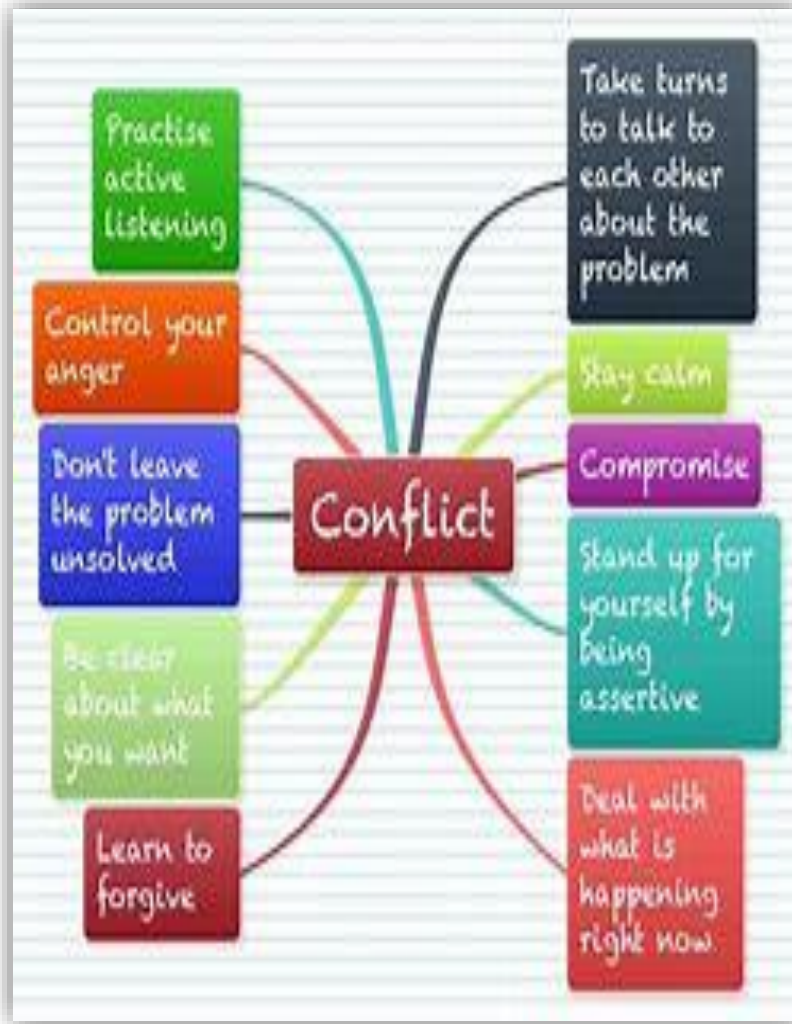 Practise
active
listening
Control your
anger
Don't leave
the problem
unsolved
Be clear
about what
you want
Learn to
forgive
Conflict
Take turns
to talk to
each other
about the
problem
Stay calm
Compromise
Stand up for
yourself by
being
assertive
Deal with
what is
happening
right now.